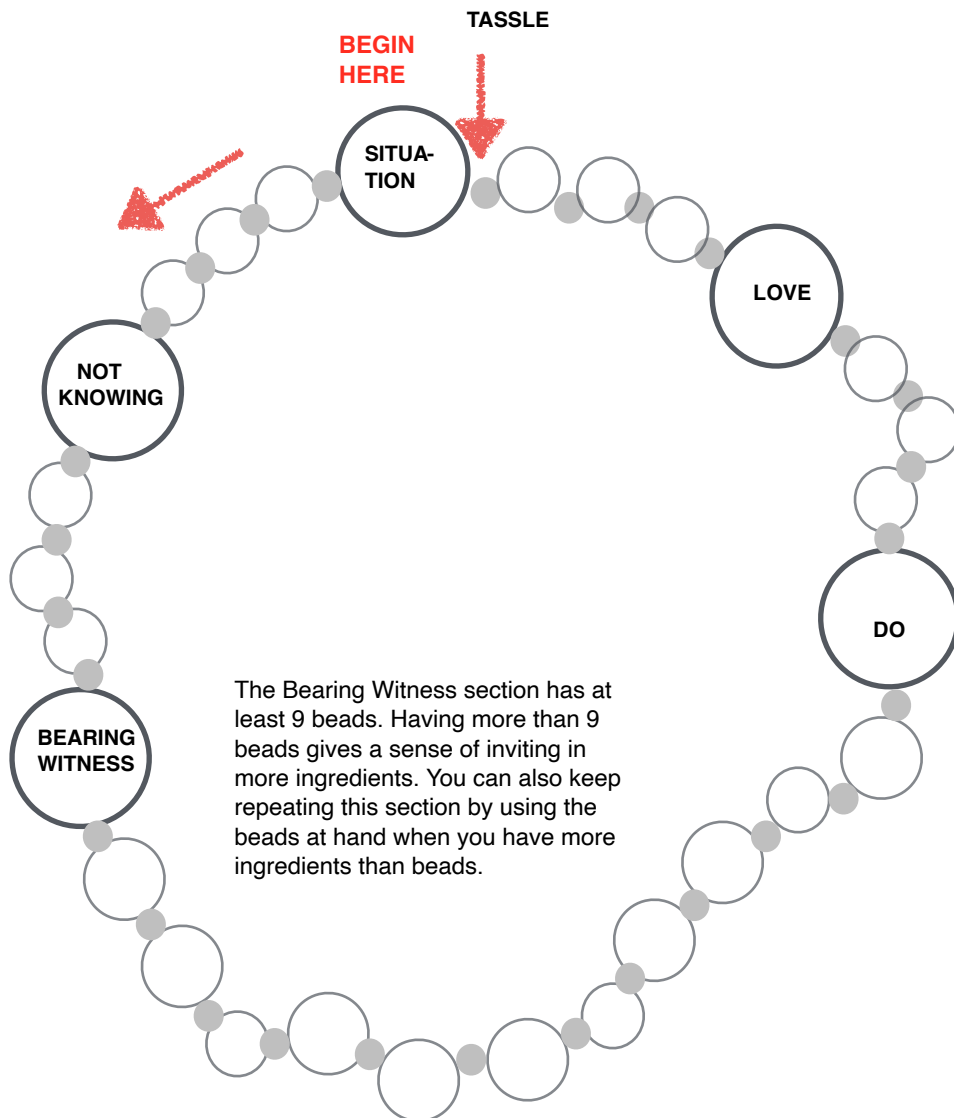 TASSLE
BEGIN
HERE
SITUA-
TION
LOVE
NOT
KNOWING
DO
The Bearing Witness section has at
least 9 beads. Having more than 9
beads gives a sense of inviting in
more ingredients. You can also keep
repeating this section by using the
beads at hand when you have more
ingredients than beads.
BEARING
WITNESS